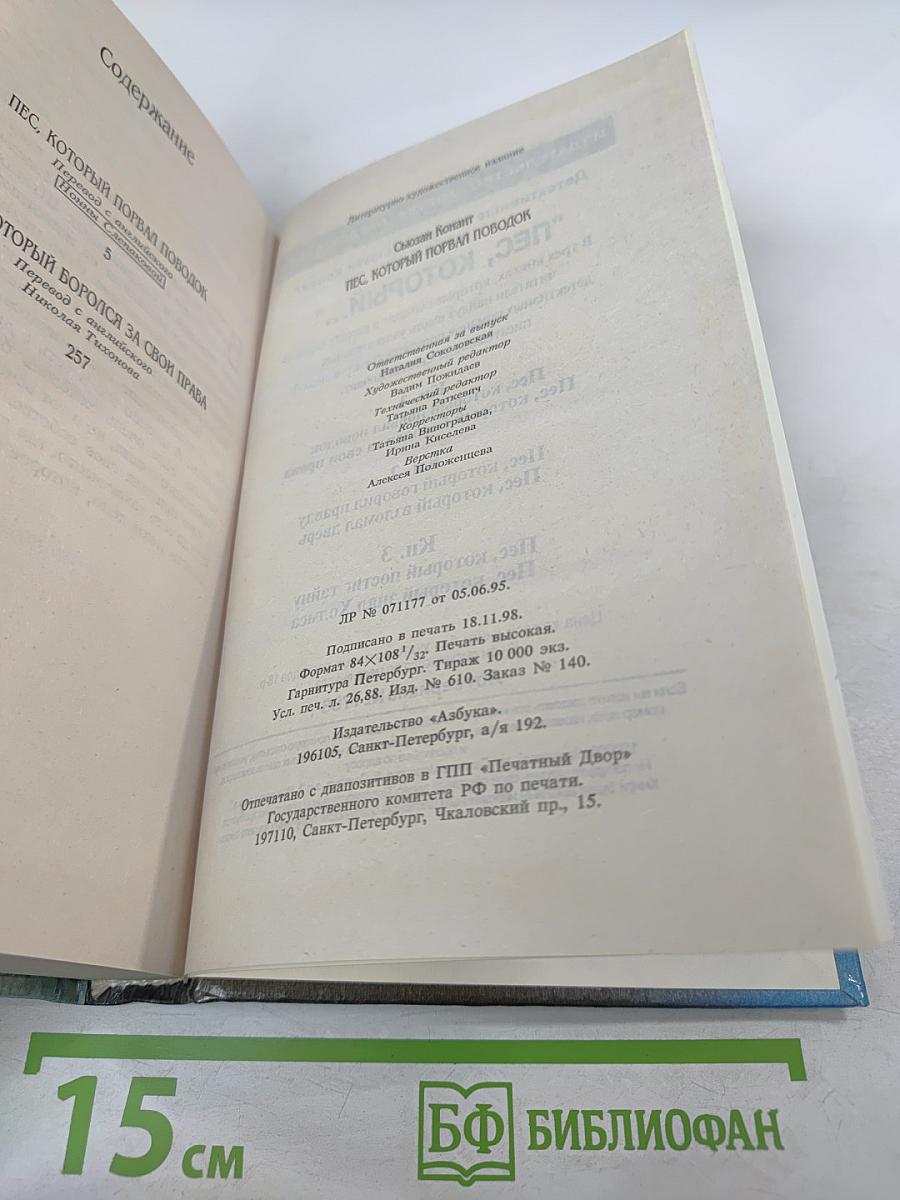 Содержание
ПЕС, КОТОРЫЙ ПОРВАЛ ПОВОДОК
Перевод с английского
Нонны Слепаковой
5
КОТОРЫЙ БОРОЛСЯ ЗА СВОИ ПРАВА
Перевод с английского
Николая Тихонова
257
Литературно-художественное издание
Сьюзан Конант
ПЕС, КОТОРЫЙ ПОРВАЛ ПОВОДОК
Ответственная за выпуск
Наталия Соколовская
Художественный редактор
Вадим Пожидаев
Технический редактор
Татьяна Раткевич
Корректоры
Татьяна Виноградова,
Ирина Киселева
Верстка
Алексея Положенцева
ЛР № 071177 от 05.06.95.
Подписано в печать 18.11.98.
Формат 84×108 1/32. Печать высокая.
Гарнитура Петербург. Тираж 10 000 экз.
Усл. печ. л. 26,88. Изд. № 610. Заказ № 140.
Издательство «Азбука».
196105, Санкт-Петербург, а/я 192.
Отпечатано с диапозитивов в ГПП «Печатный Двор»
Государственного комитета РФ по печати.
197110, Санкт-Петербург, Чкаловский пр., 15.
15 см
БФ БИБЛИОФАН